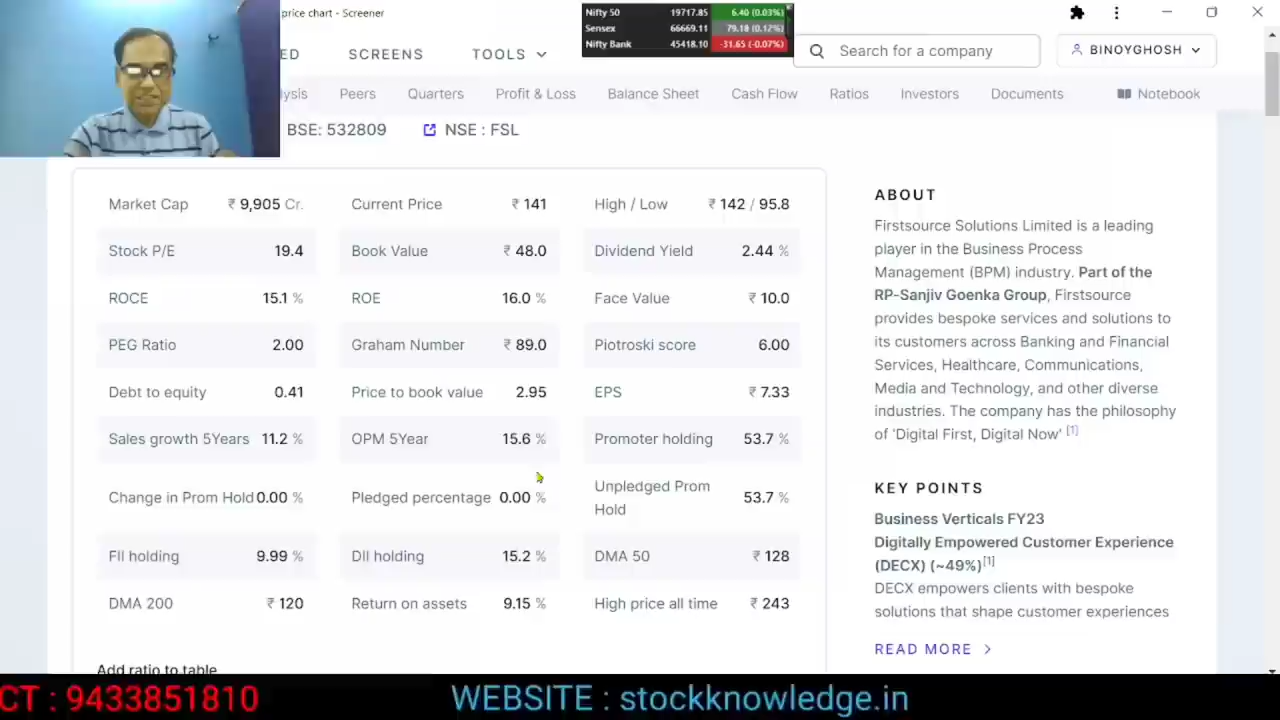 price chart - Screener
Nifty 50 19717.85 6.40 (0.03%)
Sensex 66669.11 79.18 (0.12%)
Nifty Bank 45418.10 -31.65 (-0.07%)
ED SCREENS TOOLS
Search for a company
BINOYGHOSH
lysis Peers Quarters Profit & Loss Balance Sheet Cash Flow Ratios Investors Documents Notebook
BSE: 532809 NSE : FSL
Market Cap ₹ 9,905 Cr. Current Price ₹ 141 High / Low ₹ 142 / 95.8
Stock P/E 19.4 Book Value ₹ 48.0 Dividend Yield 2.44 %
ROCE 15.1 % ROE 16.0 % Face Value ₹ 10.0
PEG Ratio 2.00 Graham Number ₹ 89.0 Piotroski score 6.00
Debt to equity 0.41 Price to book value 2.95 EPS ₹ 7.33
Sales growth 5Years 11.2 % OPM 5Year 15.6 % Promoter holding 53.7 %
Change in Prom Hold 0.00 % Pledged percentage 0.00 % Unpledged Prom Hold 53.7 %
FII holding 9.99 % DII holding 15.2 % DMA 50 ₹ 128
DMA 200 ₹ 120 Return on assets 9.15 % High price all time ₹ 243
Add ratio to table
ABOUT
Firstsource Solutions Limited is a leading
player in the Business Process
Management (BPM) industry. Part of the
RP-Sanjiv Goenka Group, Firstsource
provides bespoke services and solutions to
its customers across Banking and Financial
Services, Healthcare, Communications,
Media and Technology, and other diverse
industries. The company has the philosophy
of 'Digital First, Digital Now' [1]
KEY POINTS
Business Verticals FY23
Digitally Empowered Customer Experience
(DECX) (~49%)[1]
DECX empowers clients with bespoke
solutions that shape customer experiences
READ MORE
CT : 9433851810 WEBSITE : stockknowledge.in